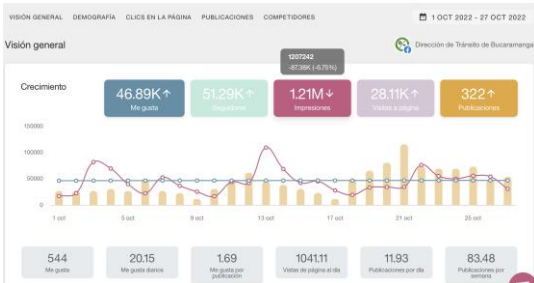 VISIÓN GENERAL DEMOGRAFÍA CLICS EN LA PÁGINA PUBLICACIONES COMPETIDORES 1 OCT 2022 - 27 OCT 2022
Visión general
Dirección de Tránsito de Bucaramanga
1207242
-87.38K (-6.75%)
Crecimiento
46.89K↑ 51.29K↑ 1.21M↓ 28.11K↑ 322↑
Me gusta Seguidores Impresiones Visitas a página Publicaciones
150000
100000
50000
0
1 oct 5 oct 9 oct 13 oct 17 oct 21 oct 25 oct
544 20.15 1.69 1041.11 11.93 83.48
Me gusta Me gusta diarios Me gusta por publicación Vistas de página al día Publicaciones por día Publicaciones por semana